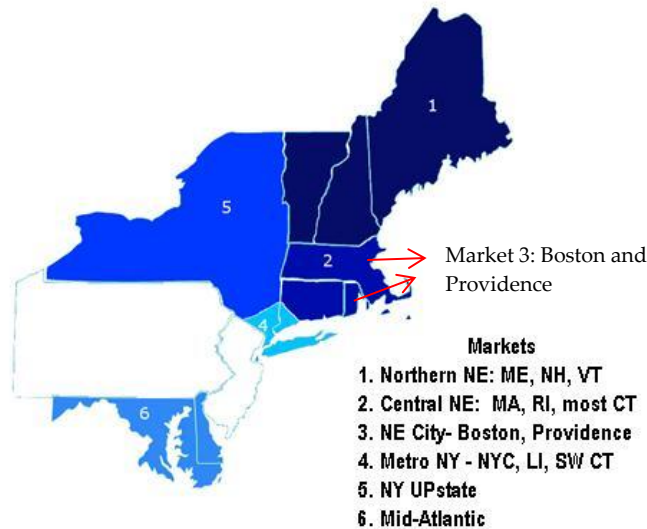 1
5
2
Market 3: Boston and
Providence
4
6
Markets
1. Northern NE: ME, NH, VT
2. Central NE: MA, RI, most CT
3. NE City- Boston, Providence
4. Metro NY - NYC, LI, SW CT
5. NY UPstate
6. Mid-Atlantic